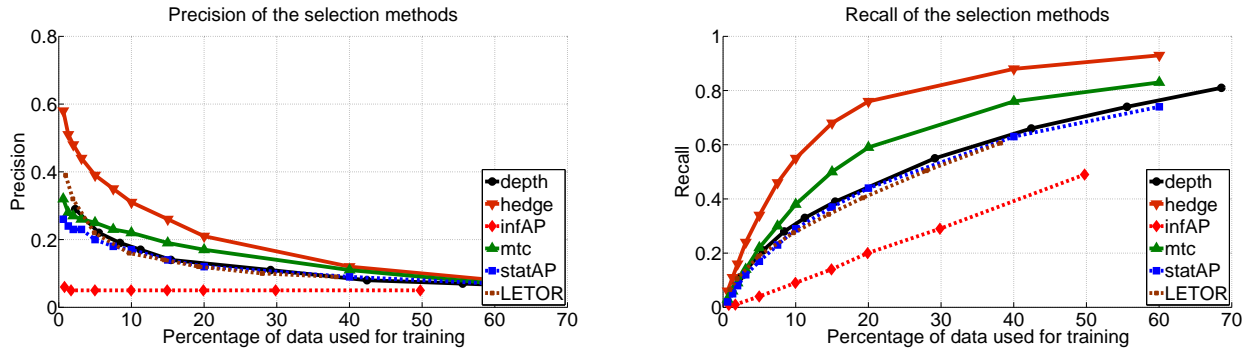 Precision of the selection methods
0.8
0.6
0.4
0.2
0
Precision
0 10 20 30 40 50 60 70
Percentage of data used for training
depth
hedge
infAP
mtc
statAP
LETOR
Recall of the selection methods
1
0.8
0.6
0.4
0.2
0
Recall
0 10 20 30 40 50 60 70
Percentage of data used for training
depth
hedge
infAP
mtc
statAP
LETOR